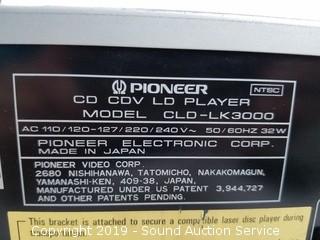 PIONEER
NTSC
CD CDV LD PLAYER
MODEL CLD-LK3000
AC 110/120-127/220/240V~ 50/60HZ 32W
PIONEER ELECTRONIC CORP.
MADE IN JAPAN
PIONEER VIDEO CORP.
2680 NISHIHANAWA, TATOMICHO, NAKAKOMAGUN,
YAMANASHI-KEN, 409-38, JAPAN.
MANUFACTURED UNDER US PATENT 3,944,727
AND OTHER PATENTS PENDING.
This bracket is attached to secure a compatible laser disc player during
Copyright 2019 - Sound Auction Service